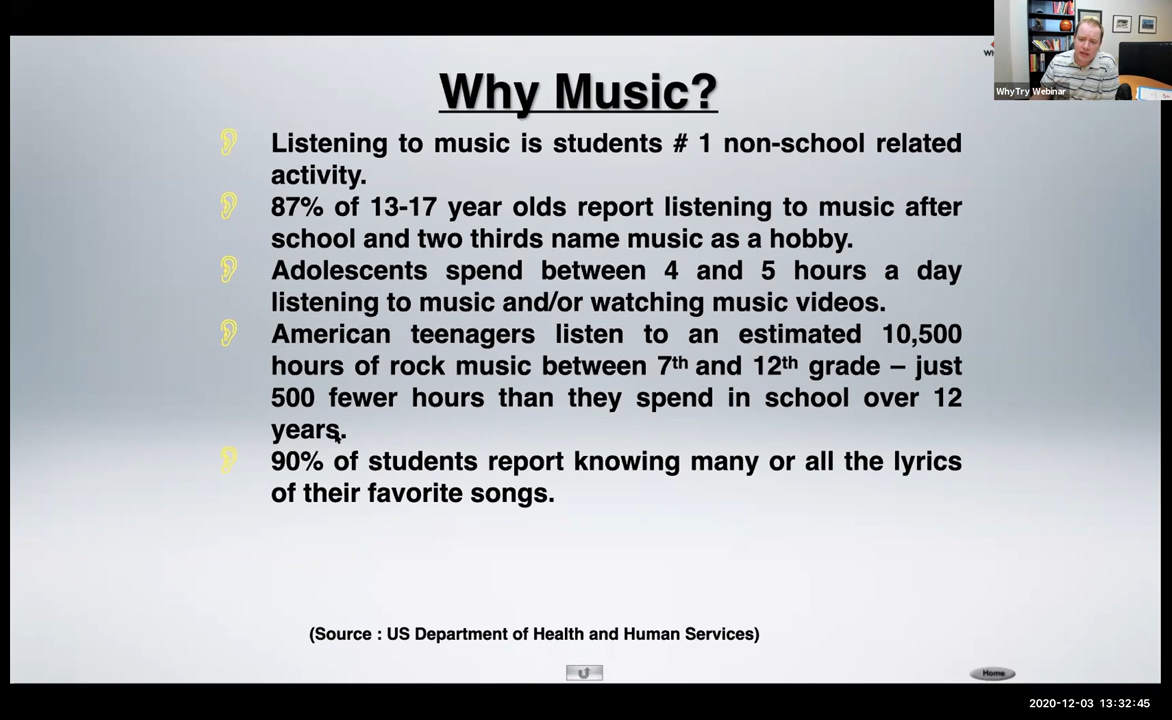 Why Music?
Listening to music is students # 1 non-school related
activity.
87% of 13-17 year olds report listening to music after
school and two thirds name music as a hobby.
Adolescents spend between 4 and 5 hours a day
listening to music and/or watching music videos.
American teenagers listen to an estimated 10,500
hours of rock music between 7th and 12th grade – just
500 fewer hours than they spend in school over 12
years.
90% of students report knowing many or all the lyrics
of their favorite songs.
(Source : US Department of Health and Human Services)
Home
WhyTry Webinar
2020-12-03 13:32:45